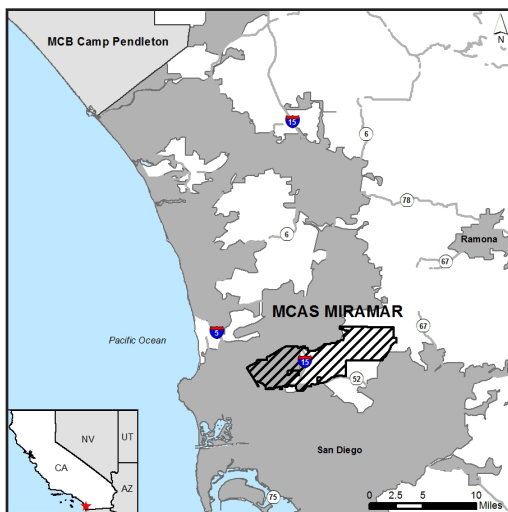 MCB Camp Pendleton
N
15
6
78
Ramona
6
67
MCAS MIRAMAR
5
67
Pacific Ocean
15
52
NV
UT
CA
San Diego
AZ
75
0 2.5 5 10
Miles